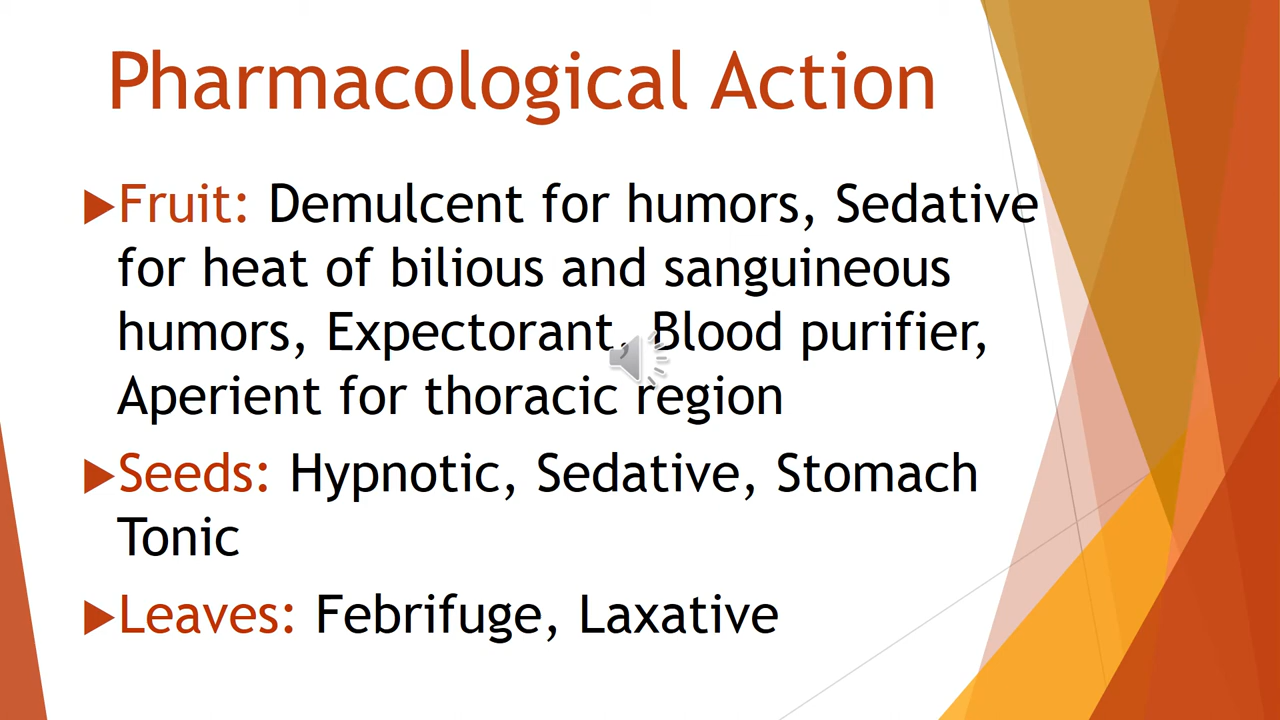 Pharmacological Action
Fruit: Demulcent for humors, Sedative
for heat of bilious and sanguineous
humors, Expectorant, Blood purifier,
Aperient for thoracic region
Seeds: Hypnotic, Sedative, Stomach
Tonic
Leaves: Febrifuge, Laxative